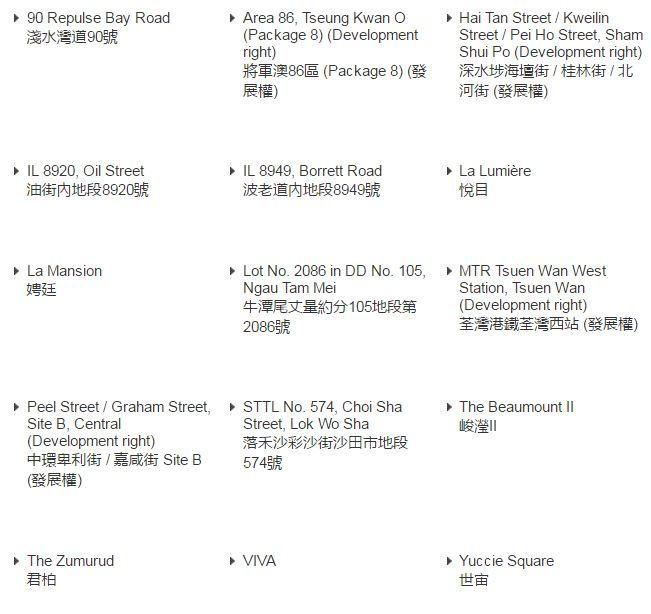 90 Repulse Bay Road
淺水灣道90號
Area 86, Tseung Kwan O
(Package 8) (Development
right)
將軍澳86區 (Package 8) (發
展權)
Hai Tan Street / Kweilin
Street / Pei Ho Street, Sham
Shui Po (Development right)
深水埗海壇街 / 桂林街 / 北
河街 (發展權)
IL 8920, Oil Street
油街內地段8920號
IL 8949, Borrett Road
波老道內地段8949號
La Lumière
悅目
La Mansion
娉廷
Lot No. 2086 in DD No. 105,
Ngau Tam Mei
牛潭尾丈量約分105地段第
2086號
MTR Tsuen Wan West
Station, Tsuen Wan
(Development right)
荃灣港鐵荃灣西站 (發展權)
Peel Street / Graham Street,
Site B, Central
(Development right)
中環卑利街 / 嘉咸街 Site B
(發展權)
STTL No. 574, Choi Sha
Street, Lok Wo Sha
落禾沙彩沙街沙田市地段
574號
The Beaumount II
峻瀅II
The Zumurud
君柏
VIVA
Yuccie Square
世宙